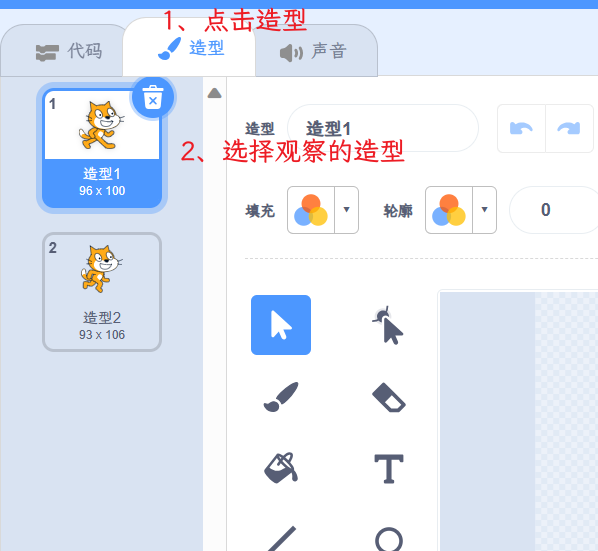 1、点击造型
代码
造型
声音
1
造型1
96 x 100
2
造型2
93 x 106
造型
造型1
2、选择观察的造型
填充
轮廓
0
T